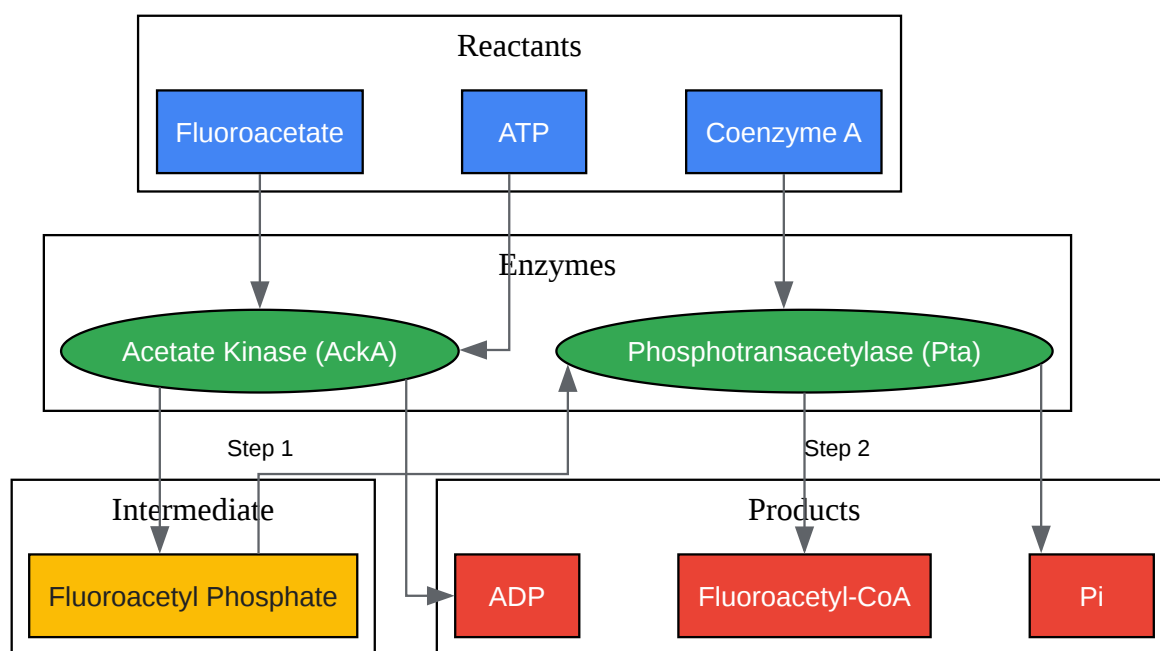 Reactants
Fluoroacetate
ATP
Coenzyme A
Enzymes
Acetate Kinase (AckA)
Phosphotransacetylase (Pta)
Step 1
Step 2
Intermediate
Products
Fluoroacetyl Phosphate
ADP
Fluoroacetyl-CoA
Pi